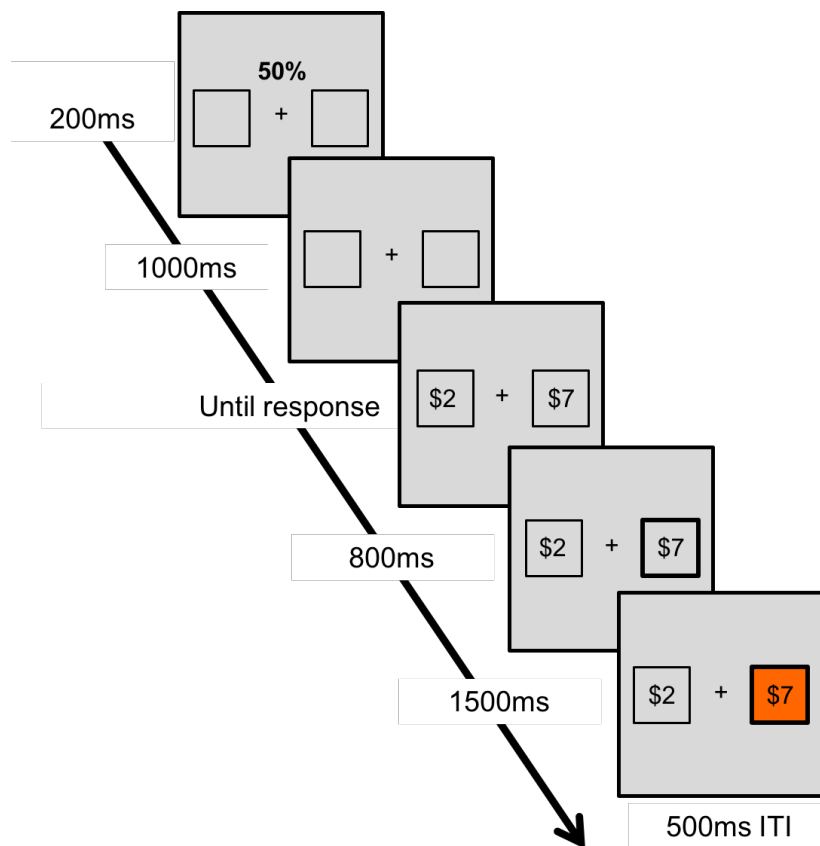 50%
+
200ms
+
1000ms
$2 + $7
Until response
$2 + $7
800ms
$2 + $7
1500ms
500ms ITI